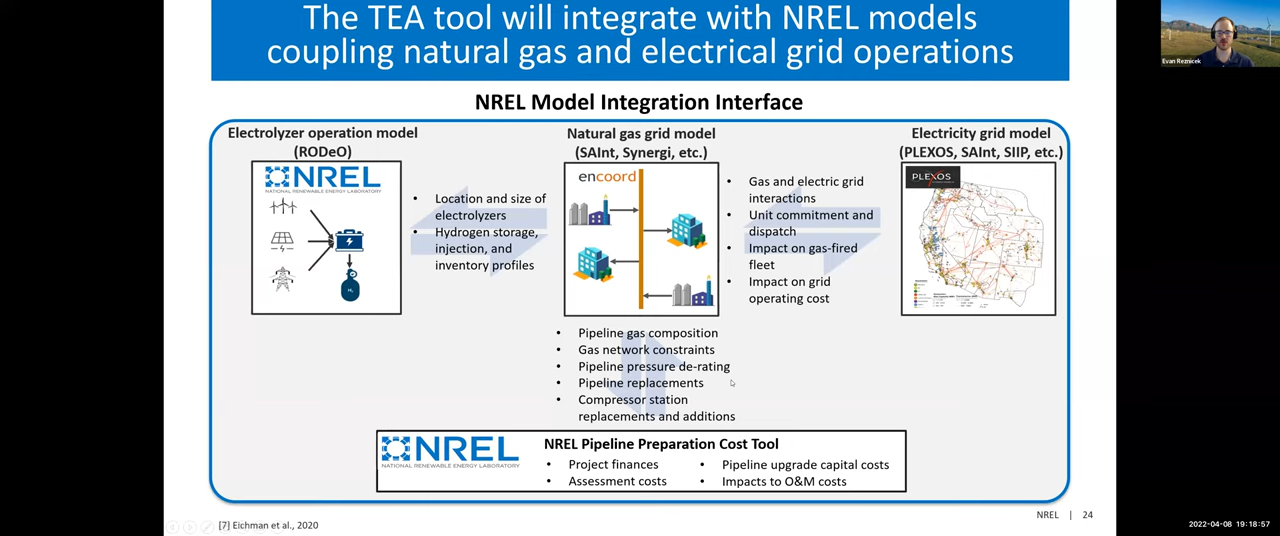 The TEA tool will integrate with NREL models
coupling natural gas and electrical grid operations
Evan Reznicek
NREL Model Integration Interface
Electrolyzer operation model
(RODeO)
NREL
NATIONAL RENEWABLE ENERGY LABORATORY
H₂
• Location and size of
electrolyzers
• Hydrogen storage,
injection, and
inventory profiles
Natural gas grid model
(SAInt, Synergi, etc.)
encoord
• Gas and electric grid
interactions
• Unit commitment and
dispatch
• Impact on gas-fired
fleet
• Impact on grid
operating cost
Electricity grid model
(PLEXOS, SAInt, SIIP, etc.)
PLEXOS
• Pipeline gas composition
• Gas network constraints
• Pipeline pressure de-rating
• Pipeline replacements
• Compressor station
replacements and additions
NREL
NATIONAL RENEWABLE ENERGY LABORATORY
NREL Pipeline Preparation Cost Tool
• Project finances
• Assessment costs
• Pipeline upgrade capital costs
• Impacts to O&M costs
[7] Eichman et al., 2020
NREL | 24
2022-04-08 19:18:57